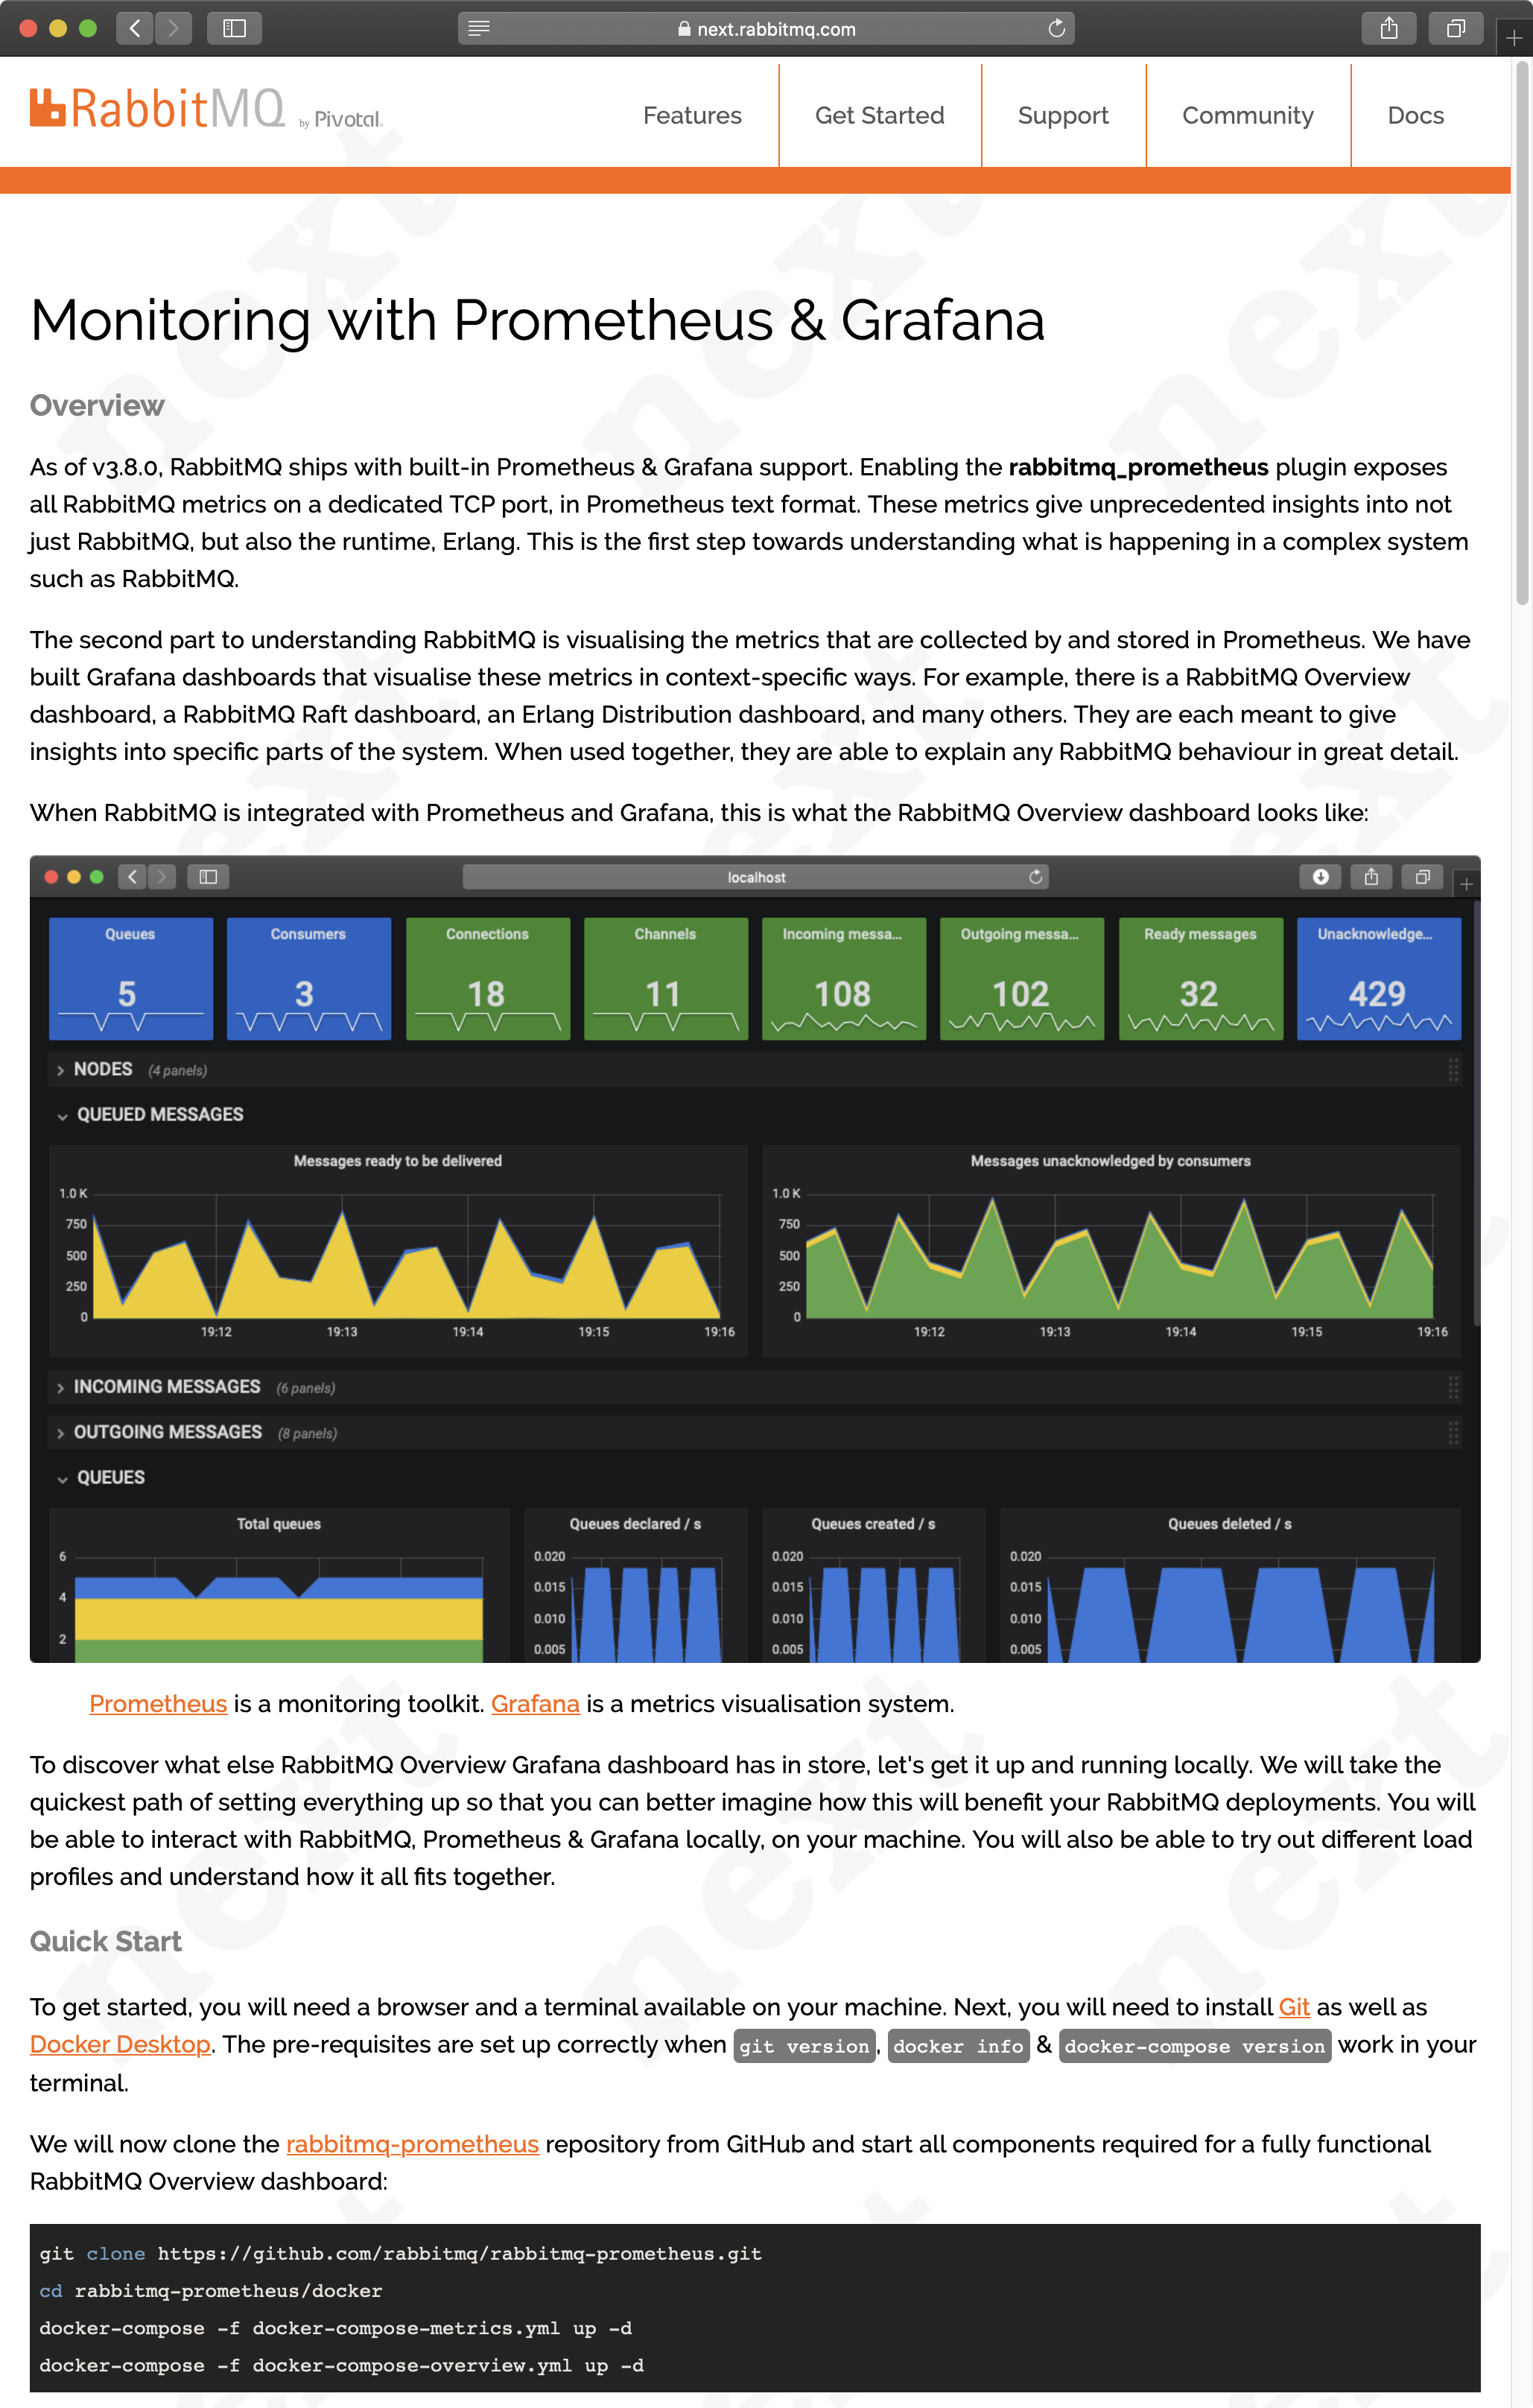 next.rabbitmq.com
RabbitMQ by Pivotal.
Features
Get Started
Support
Community
Docs
Monitoring with Prometheus & Grafana
Overview
As of v3.8.0, RabbitMQ ships with built-in Prometheus & Grafana support. Enabling the rabbitmq_prometheus plugin exposes
all RabbitMQ metrics on a dedicated TCP port, in Prometheus text format. These metrics give unprecedented insights into not
just RabbitMQ, but also the runtime, Erlang. This is the first step towards understanding what is happening in a complex system
such as RabbitMQ.
The second part to understanding RabbitMQ is visualising the metrics that are collected by and stored in Prometheus. We have
built Grafana dashboards that visualise these metrics in context-specific ways. For example, there is a RabbitMQ Overview
dashboard, a RabbitMQ Raft dashboard, an Erlang Distribution dashboard, and many others. They are each meant to give
insights into specific parts of the system. When used together, they are able to explain any RabbitMQ behaviour in great detail.
When RabbitMQ is integrated with Prometheus and Grafana, this is what the RabbitMQ Overview dashboard looks like:
localhost
Queues
5
Consumers
3
Connections
18
Channels
11
Incoming messa...
108
Outgoing messa...
102
Ready messages
32
Unacknowledge...
429
NODES (4 panels)
QUEUED MESSAGES
Messages ready to be delivered
1.0 K
750
500
250
0
19:12 19:13 19:14 19:15 19:16
Messages unacknowledged by consumers
1.0 K
750
500
250
0
19:12 19:13 19:14 19:15 19:16
INCOMING MESSAGES (6 panels)
OUTGOING MESSAGES (8 panels)
QUEUES
Total queues
6
4
2
Queues declared / s
0.020
0.015
0.010
0.005
Queues created / s
0.020
0.015
0.010
0.005
Queues deleted / s
0.020
0.015
0.010
0.005
Prometheus is a monitoring toolkit. Grafana is a metrics visualisation system.
To discover what else RabbitMQ Overview Grafana dashboard has in store, let's get it up and running locally. We will take the
quickest path of setting everything up so that you can better imagine how this will benefit your RabbitMQ deployments. You will
be able to interact with RabbitMQ, Prometheus & Grafana locally, on your machine. You will also be able to try out different load
profiles and understand how it all fits together.
Quick Start
To get started, you will need a browser and a terminal available on your machine. Next, you will need to install Git as well as
Docker Desktop. The pre-requisites are set up correctly when git version, docker info & docker-compose version work in your
terminal.
We will now clone the rabbitmq-prometheus repository from GitHub and start all components required for a fully functional
RabbitMQ Overview dashboard:
git clone https://github.com/rabbitmq/rabbitmq-prometheus.git
cd rabbitmq-prometheus/docker
docker-compose -f docker-compose-metrics.yml up -d
docker-compose -f docker-compose-overview.yml up -d
next
next
next
next
next
next
next
next
next